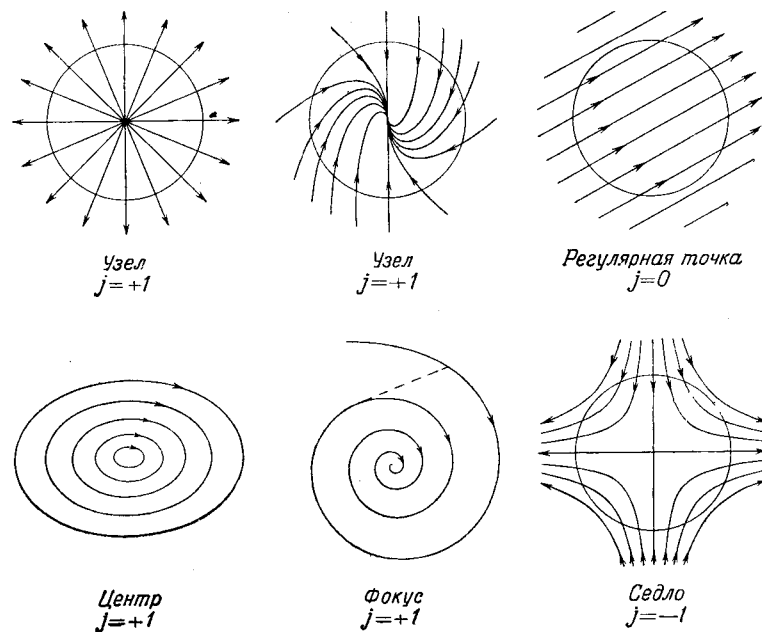 Узел
j=+1
Узел
j=+1
Регулярная точка
j=0
Центр
j=+1
Фокус
j=+1
Седло
j=−1